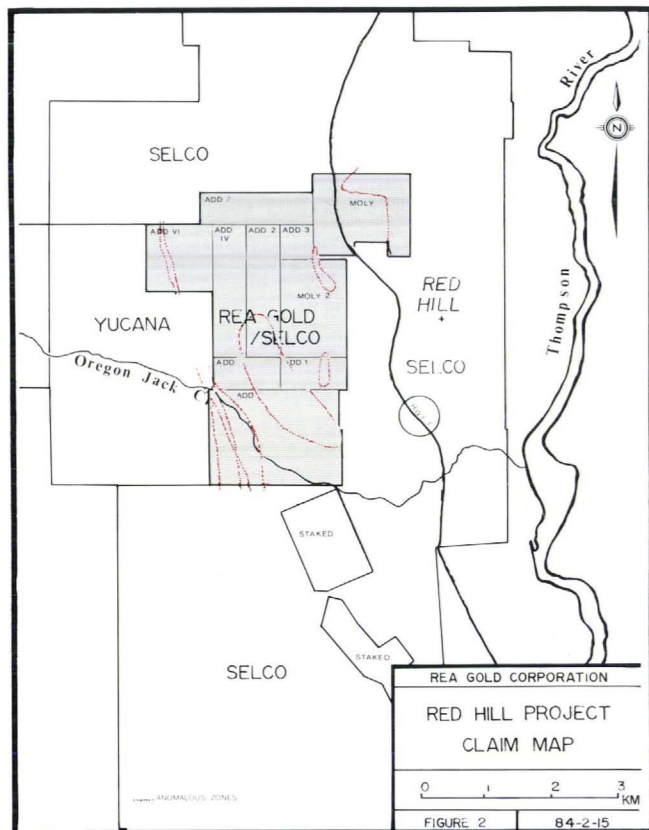 River
N
SELCO
ADD 7
MOLY
ADD VI
ADD IV
ADD 2
ADD 3
RED HILL
MOLY 2
YUCANA
REA GOLD
/SELCO
Thompson
SELCO
Oregon Jack
ADD
ADD 1
ADD
STAKED
STAKED
SELCO
REA GOLD CORPORATION
RED HILL PROJECT
CLAIM MAP
0 1 2 3
KM
ANOMALOUS ZONES
FIGURE 2
84-2-15